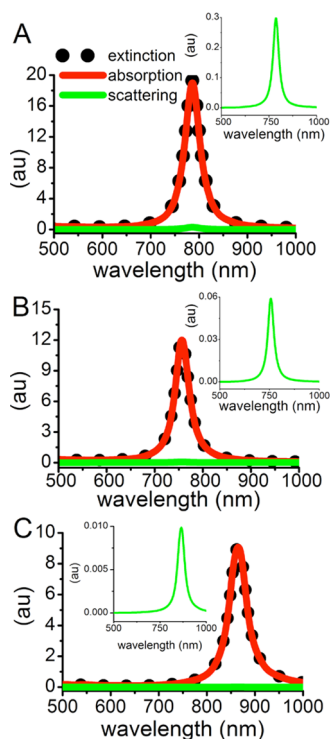 A
extinction
absorption
scattering
20
16
12
8
4
0
(au)
500 600 700 800 900 1000
wavelength (nm)
0.3
0.2
0.1
0.0
(au)
500 750 1000
wavelength (nm)
B
15
12
9
6
3
0
(au)
500 600 700 800 900 1000
wavelength (nm)
0.06
0.03
0.00
(au)
500 750 1000
wavelength (nm)
C
10
8
6
4
2
0
(au)
500 600 700 800 900 1000
wavelength (nm)
0.010
0.005
0.000
(au)
500 750 1000
wavelength (nm)